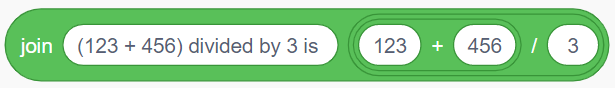 join (123 + 456) divided by 3 is 123 + 456 / 3